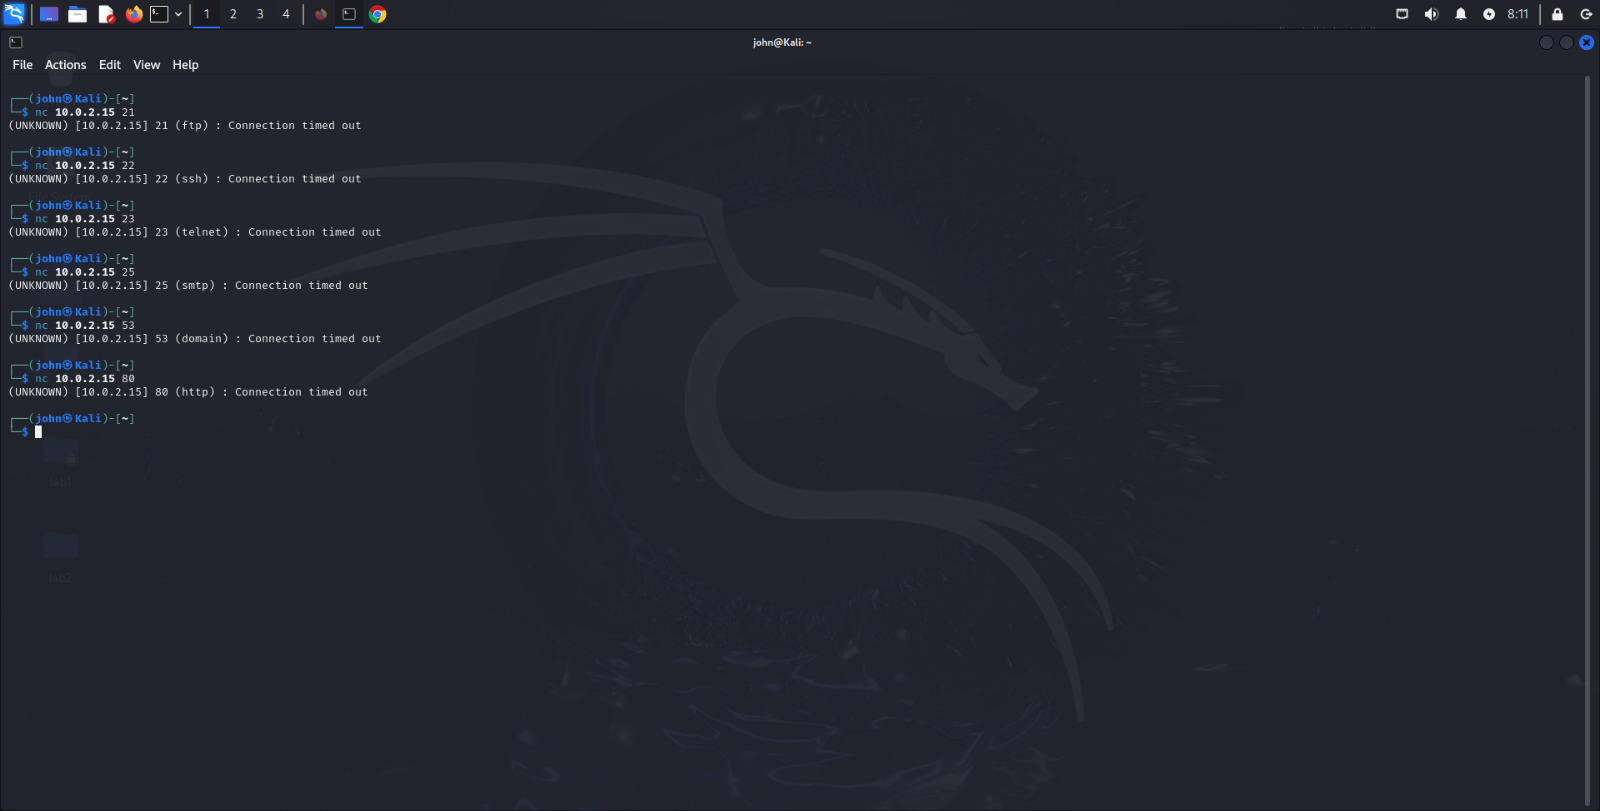 1 2 3 4 8:11
john@Kali: ~
File Actions Edit View Help
┌──(john㉿Kali)-[~]
└─$ nc 10.0.2.15 21
(UNKNOWN) [10.0.2.15] 21 (ftp) : Connection timed out
┌──(john㉿Kali)-[~]
└─$ nc 10.0.2.15 22
(UNKNOWN) [10.0.2.15] 22 (ssh) : Connection timed out
┌──(john㉿Kali)-[~]
└─$ nc 10.0.2.15 23
(UNKNOWN) [10.0.2.15] 23 (telnet) : Connection timed out
┌──(john㉿Kali)-[~]
└─$ nc 10.0.2.15 25
(UNKNOWN) [10.0.2.15] 25 (smtp) : Connection timed out
┌──(john㉿Kali)-[~]
└─$ nc 10.0.2.15 53
(UNKNOWN) [10.0.2.15] 53 (domain) : Connection timed out
┌──(john㉿Kali)-[~]
└─$ nc 10.0.2.15 80
(UNKNOWN) [10.0.2.15] 80 (http) : Connection timed out
┌──(john㉿Kali)-[~]
└─$
lab1
lab2